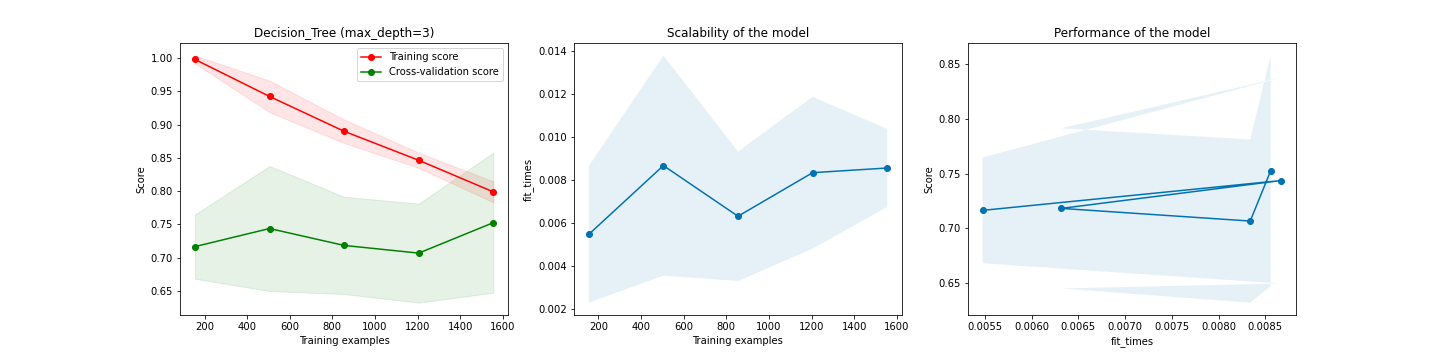 Decision_Tree (max_depth=3)
Training score
Cross-validation score
1.00
0.95
0.90
0.85
0.80
0.75
0.70
0.65
Score
200 400 600 800 1000 1200 1400 1600
Training examples
Scalability of the model
0.014
0.012
0.010
0.008
0.006
0.004
0.002
fit_times
200 400 600 800 1000 1200 1400 1600
Training examples
Performance of the model
0.85
0.80
0.75
0.70
0.65
Score
0.0055 0.0060 0.0065 0.0070 0.0075 0.0080 0.0085
fit_times